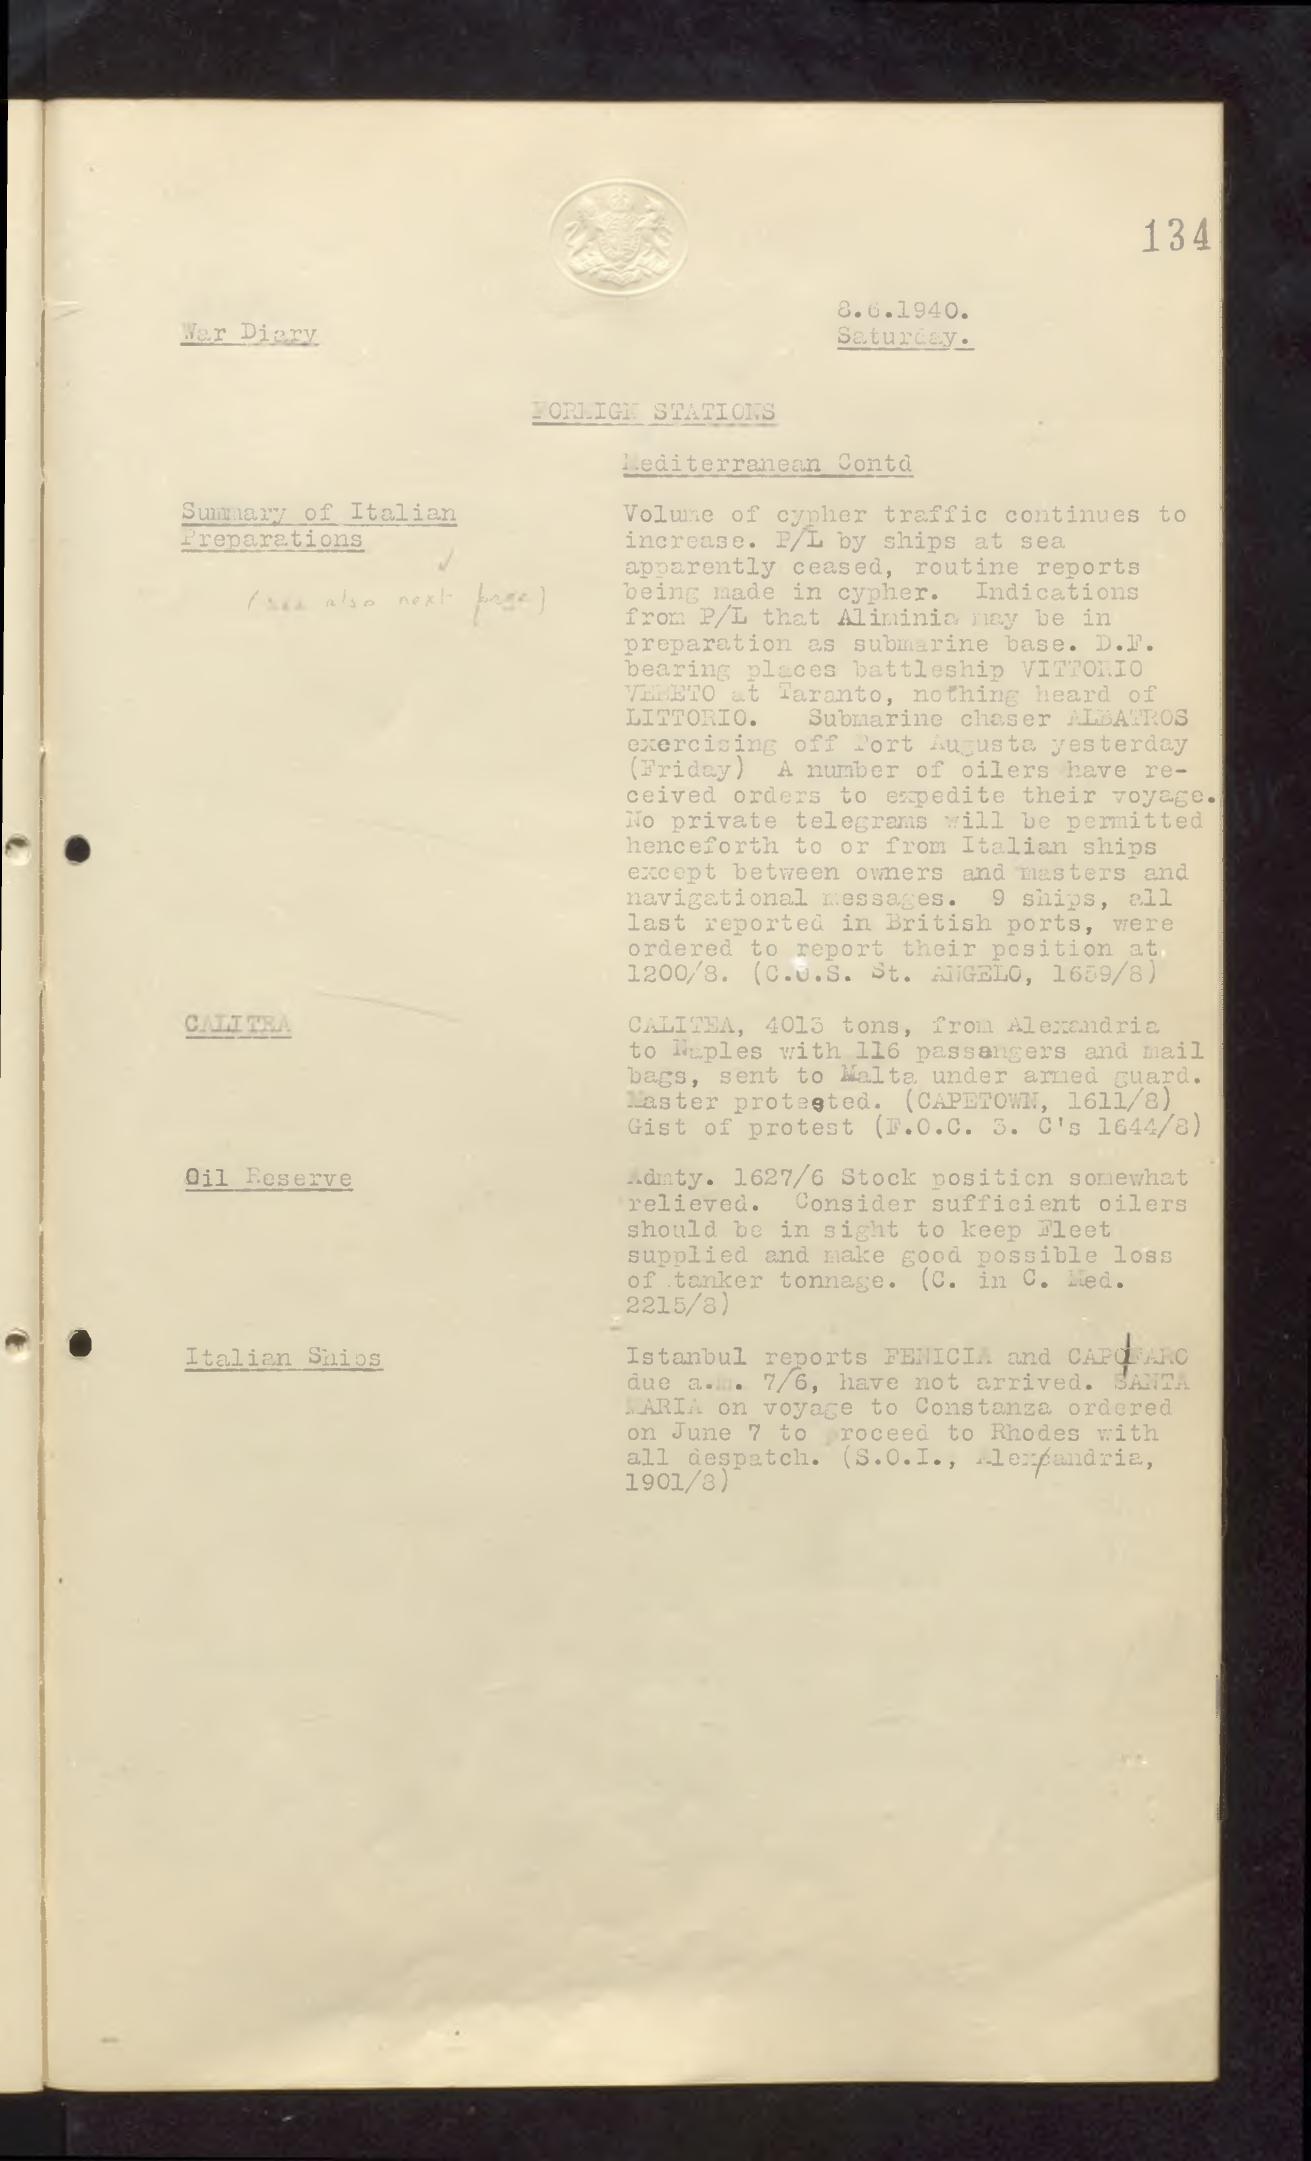 134
8.6.1940.
War Diary
Saturday.
FOREIGN STATIONS
Mediterranean Contd
Summary of Italian
Preparations
(see also next page)
Volume of cypher traffic continues to
increase. P/L by ships at sea
apparently ceased, routine reports
being made in cypher. Indications
from P/L that Aliminia may be in
preparation as submarine base. D.F.
bearing places battleship VITTORIO
VENETO at Taranto, nothing heard of
LITTORIO. Submarine chaser ALBATROS
exercising off Port Augusta yesterday
(Friday) A number of oilers have re-
ceived orders to expedite their voyage.
No private telegrams will be permitted
henceforth to or from Italian ships
except between owners and masters and
navigational messages. 9 ships, all
last reported in British ports, were
ordered to report their position at
1200/8. (C.O.S. St. ANGELO, 1659/8)
CALITEA
CALITEA, 4013 tons, from Alexandria
to Naples with 116 passangers and mail
bags, sent to Malta under armed guard.
Master protested. (CAPETOWN, 1611/8)
Gist of protest (F.O.C. 3. C's 1644/8)
Oil Reserve
Admty. 1627/6 Stock position somewhat
relieved. Consider sufficient oilers
should be in sight to keep Fleet
supplied and make good possible loss
of tanker tonnage. (C. in C. Med.
2215/8)
Italian Ships
Istanbul reports FENICIA and CAPO FARO
due a.m. 7/6, have not arrived. SANTA
MARIA on voyage to Constanza ordered
on June 7 to proceed to Rhodes with
all despatch. (S.O.I., Alexandria,
1901/8)